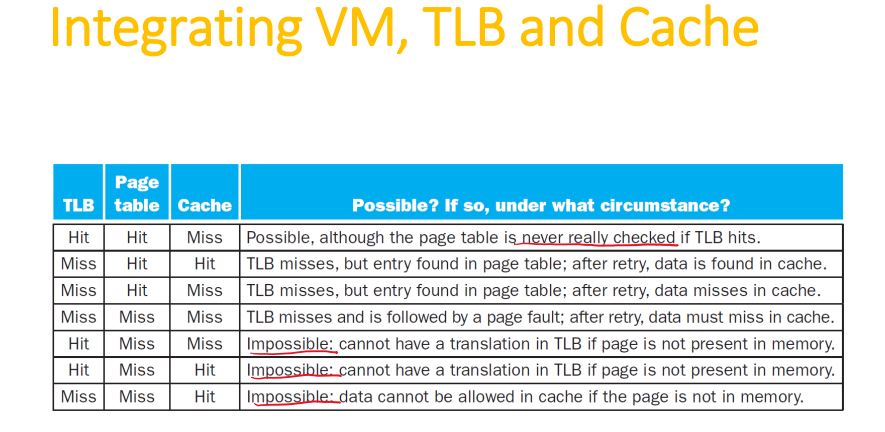 Integrating VM, TLB and Cache
TLB Page table Cache Possible? If so, under what circumstance?
Hit Hit Miss Possible, although the page table is never really checked if TLB hits.
Miss Hit Hit TLB misses, but entry found in page table; after retry, data is found in cache.
Miss Hit Miss TLB misses, but entry found in page table; after retry, data misses in cache.
Miss Miss Miss TLB misses and is followed by a page fault; after retry, data must miss in cache.
Hit Miss Miss Impossible: cannot have a translation in TLB if page is not present in memory.
Hit Miss Hit Impossible: cannot have a translation in TLB if page is not present in memory.
Miss Miss Hit Impossible: data cannot be allowed in cache if the page is not in memory.